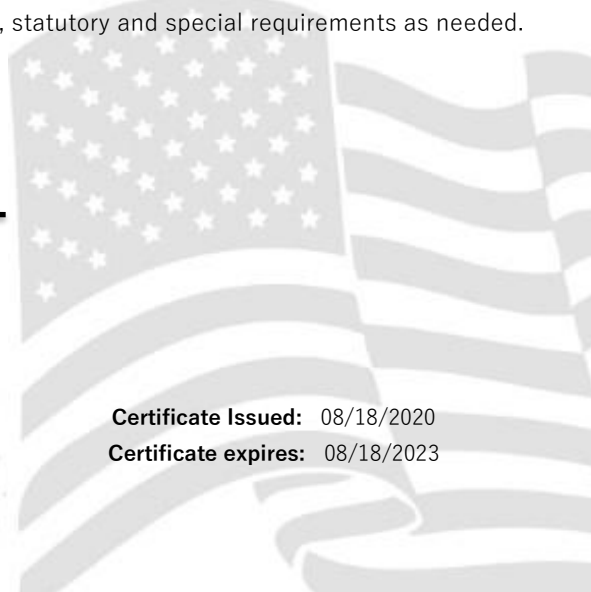 , statutory and special requirements as needed.
Certificate Issued: 08/18/2020
Certificate expires: 08/18/2023